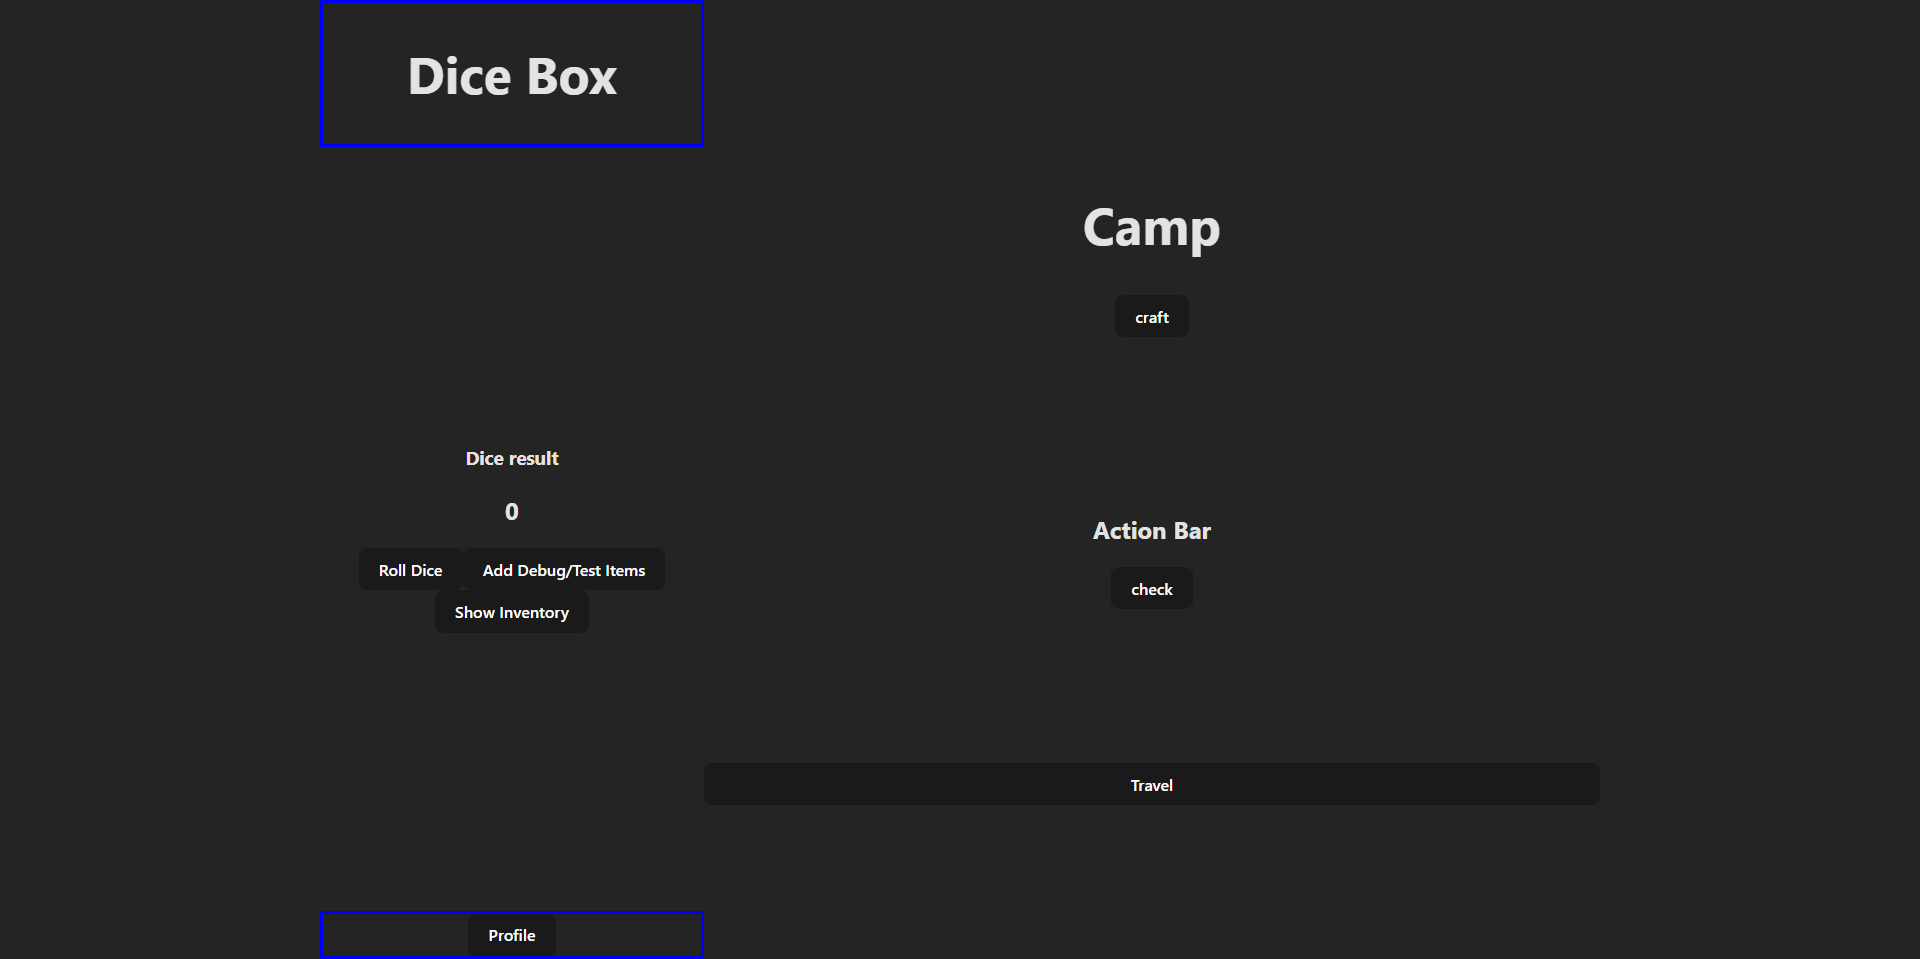 Dice Box
Dice result
0
Roll Dice
Add Debug/Test Items
Show Inventory
Profile
Camp
craft
Action Bar
check
Travel